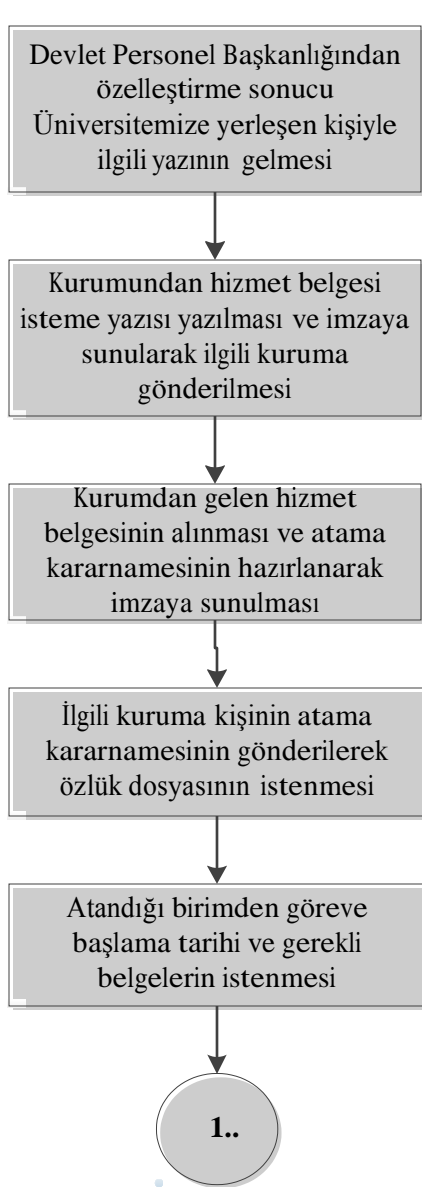 Devlet Personel Başkanlığından
özelleştirme sonucu
Üniversitemize yerleşen kişiyle
ilgili yazının gelmesi
Kurumundan hizmet belgesi
isteme yazısı yazılması ve imzaya
sunularak ilgili kuruma
gönderilmesi
Kurumdan gelen hizmet
belgesinin alınması ve atama
kararnamesinin hazırlanarak
imzaya sunulması
İlgili kuruma kişinin atama
kararnamesinin gönderilerek
özlük dosyasının istenmesi
Atandığı birimden göreve
başlama tarihi ve gerekli
belgelerin istenmesi
1..